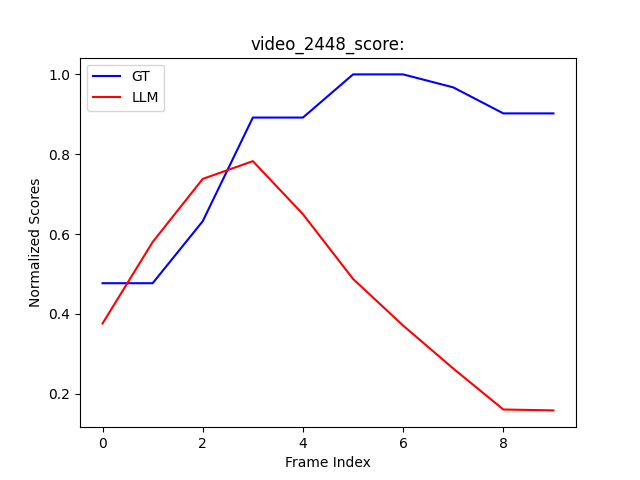 video_2448_score:
GT
LLM
Normalized Scores
1.0
0.8
0.6
0.4
0.2
0 2 4 6 8
Frame Index